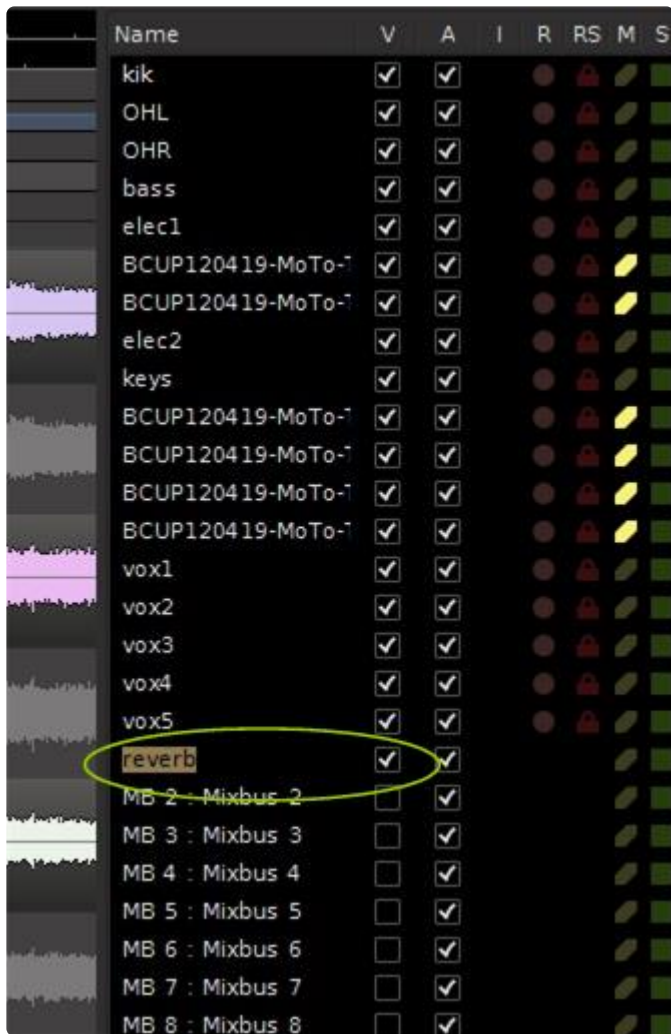 Name V A I R RS M S
kik
OHL
OHR
bass
elec1
BCUP120419-MoTo-
BCUP120419-MoTo-
elec2
keys
BCUP120419-MoTo-
BCUP120419-MoTo-
BCUP120419-MoTo-
BCUP120419-MoTo-
vox1
vox2
vox3
vox4
vox5
reverb
MB 2 : Mixbus 2
MB 3 : Mixbus 3
MB 4 : Mixbus 4
MB 5 : Mixbus 5
MB 6 : Mixbus 6
MB 7 : Mixbus 7
MB 8 : Mixbus 8